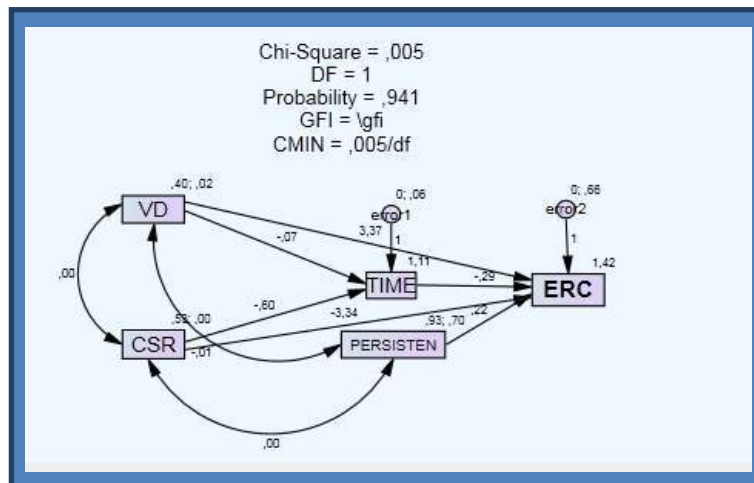 Chi-Square = ,005
DF = 1
Probability = ,941
GFI = \gfi
CMIN = ,005/df
,40; ,02
VD
0; ,06
error1
0; ,66
error2
3,37
1
1
-,07
1,11
1,42
TIME
-,29
ERC
,00
-,60
-3,34
,00
,93; ,70
,22
CSR
-,01
PERSISTEN
,00